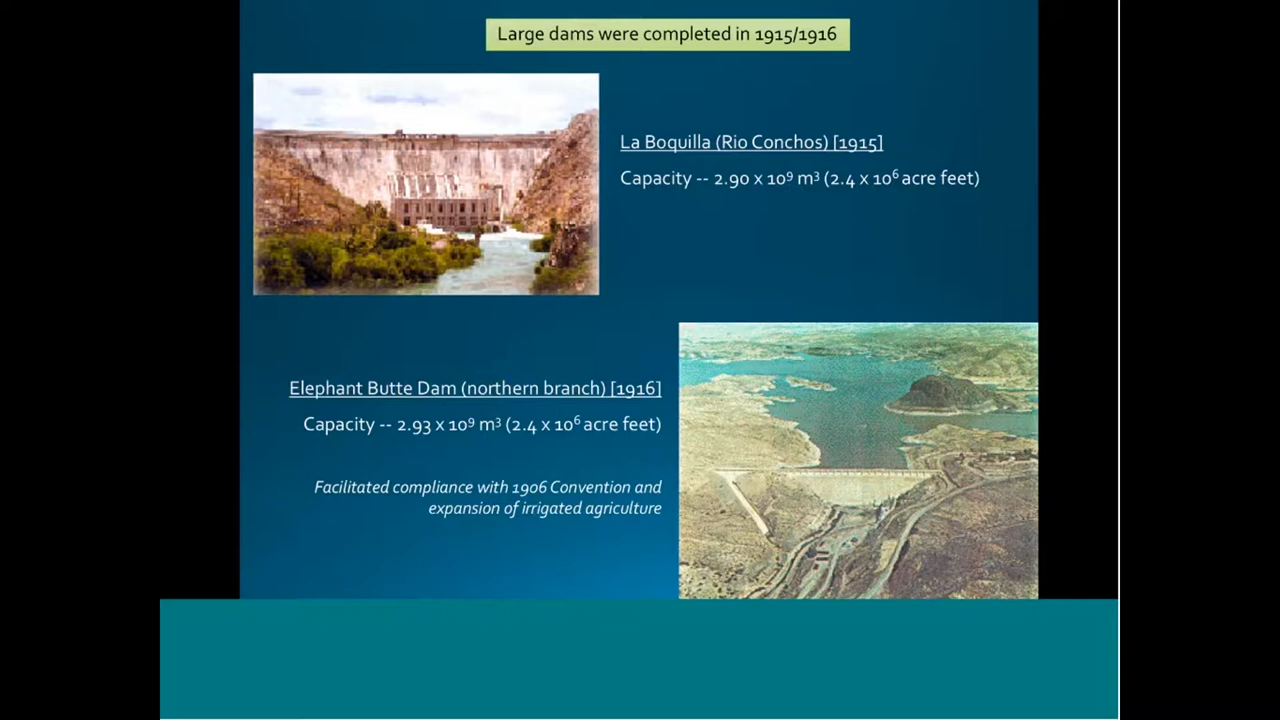 Large dams were completed in 1915/1916
La Boquilla (Rio Conchos) [1915]
Capacity -- 2.90 x 10⁹ m³ (2.4 x 10⁶ acre feet)
Elephant Butte Dam (northern branch) [1916]
Capacity -- 2.93 x 10⁹ m³ (2.4 x 10⁶ acre feet)
Facilitated compliance with 1906 Convention and
expansion of irrigated agriculture